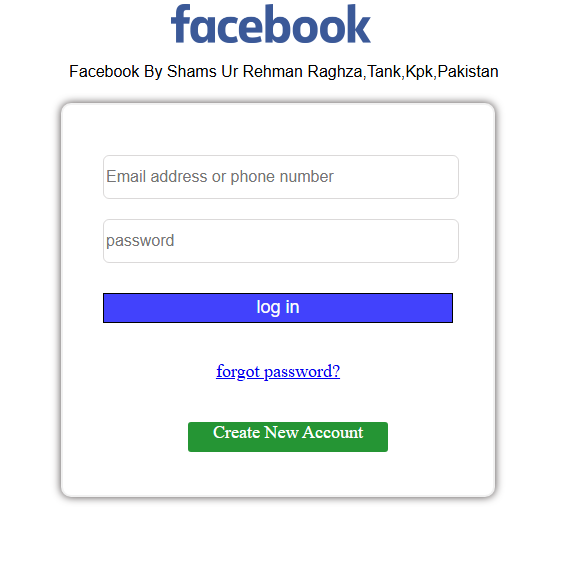 facebook
Facebook By Shams Ur Rehman Raghza,Tank,Kpk,Pakistan
Email address or phone number
password
log in
forgot password?
Create New Account